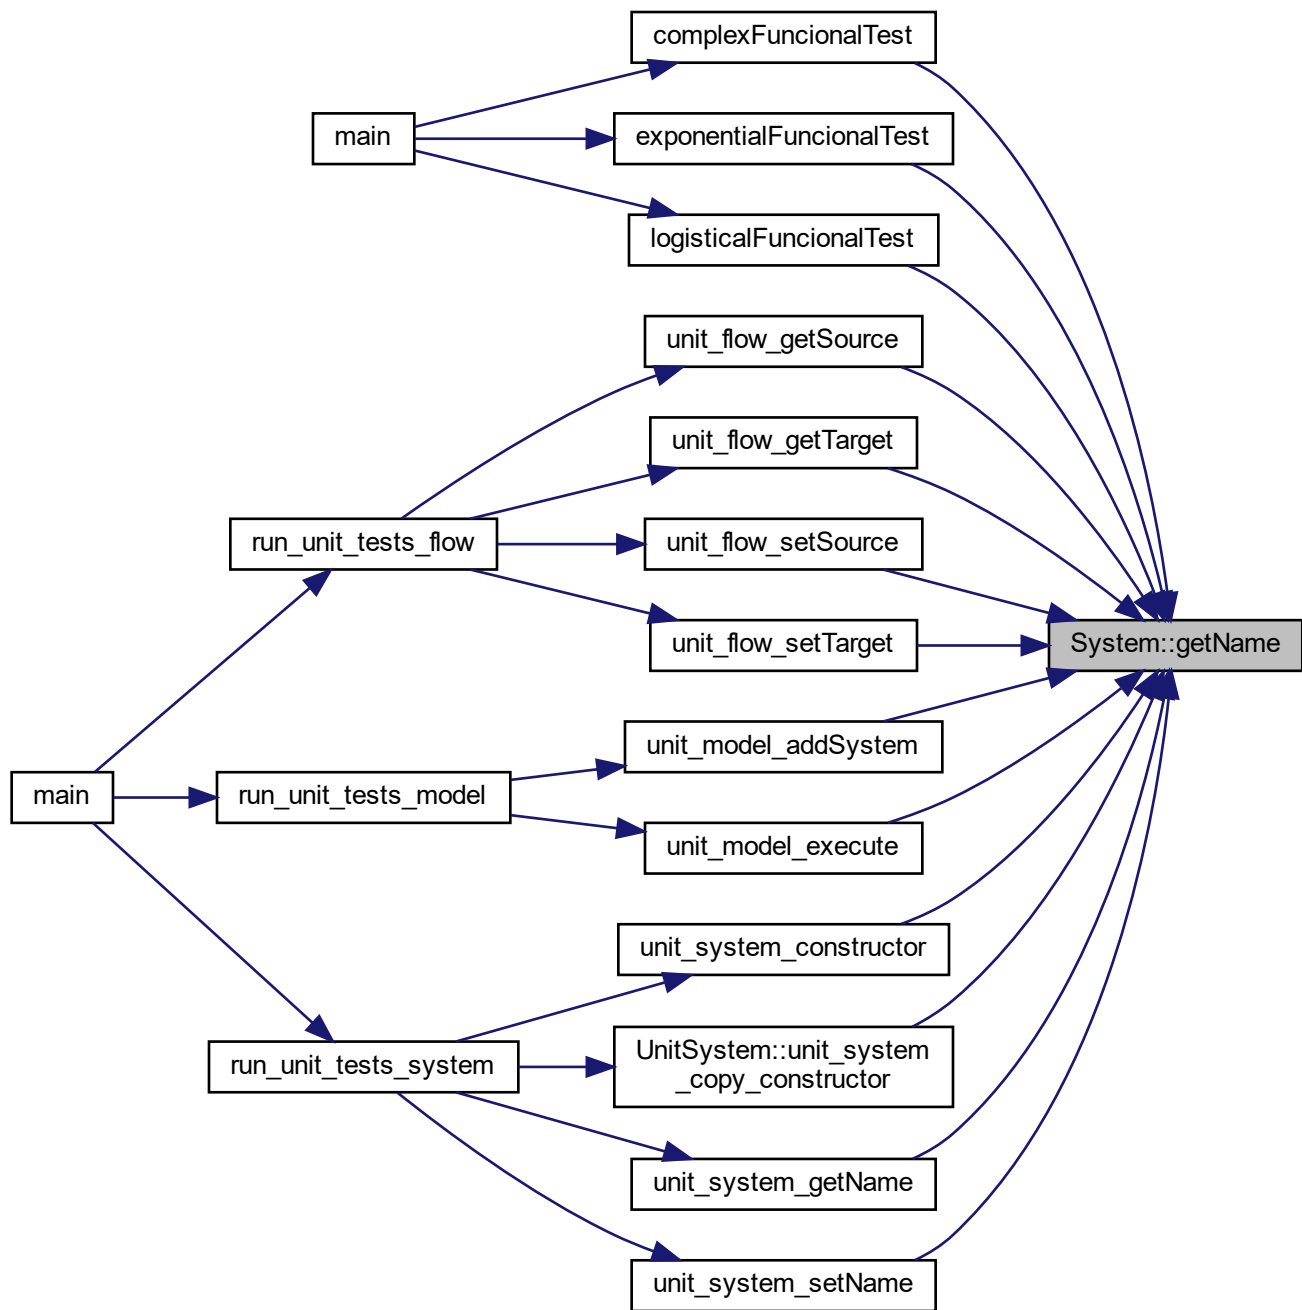 complexFuncionalTest
main
exponentialFuncionalTest
logisticalFuncionalTest
unit_flow_getSource
unit_flow_getTarget
run_unit_tests_flow
unit_flow_setSource
unit_flow_setTarget
System::getName
unit_model_addSystem
main
run_unit_tests_model
unit_model_execute
unit_system_constructor
UnitSystem::unit_system
_copy_constructor
run_unit_tests_system
unit_system_getName
unit_system_setName